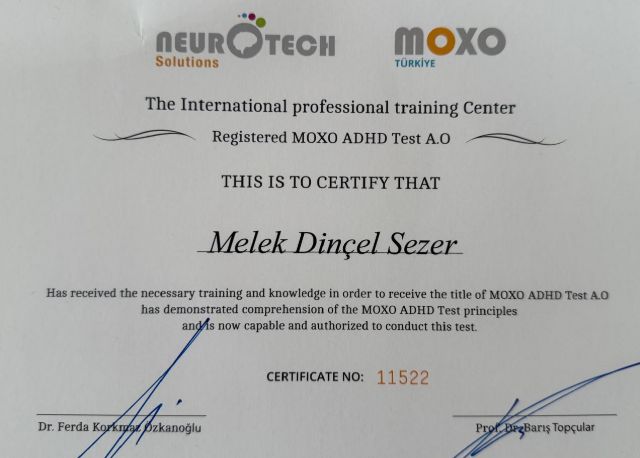 NEUROTECH
Solutions
MOXO
TÜRKİYE
The International professional training Center
Registered MOXO ADHD Test A.O
THIS IS TO CERTIFY THAT
Melek Dinçel Sezer
Has received the necessary training and knowledge in order to receive the title of MOXO ADHD Test A.O
has demonstrated comprehension of the MOXO ADHD Test principles
and is now capable and authorized to conduct this test.
CERTIFICATE NO: 11522
Dr. Ferda Korkmaz Özkanoğlu
Prof. Dr. Barış Topçular